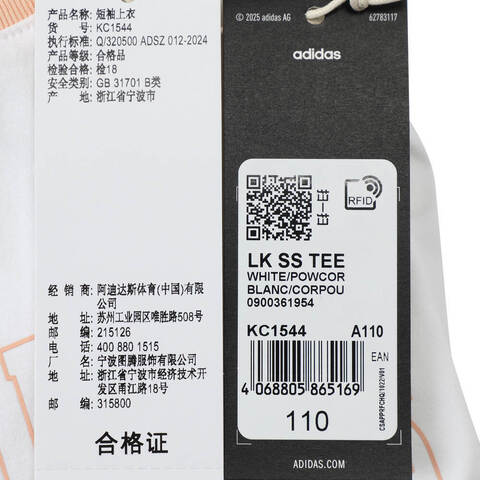 产品名称: 短袖上衣
货 号: KC1544
执行标准: Q/320500 ADSZ 012-2024
产品等级: 合格品
检验合格: 检18
安全类别: GB 31701 B类
产 地: 浙江省宁波市
经 销 商: 阿迪达斯体育(中国)有限公司
地 址: 苏州工业园区唯胜路508号
邮 编: 215126
电 话: 400 880 1515
厂 名: 宁波图腾服饰有限公司
地 址: 浙江省宁波市经济技术开
发区甬江路18号
邮 编: 315800
合格证
© 2025 adidas AG
62783117
adidas
RFID
LK SS TEE
WHITE/POWCOR
BLANC/CORPOU
0900361954
KC1544 A110
EAN
4 068805 865169
CSAPPRFCHQ/1022/V01
110
ADIDAS.COM